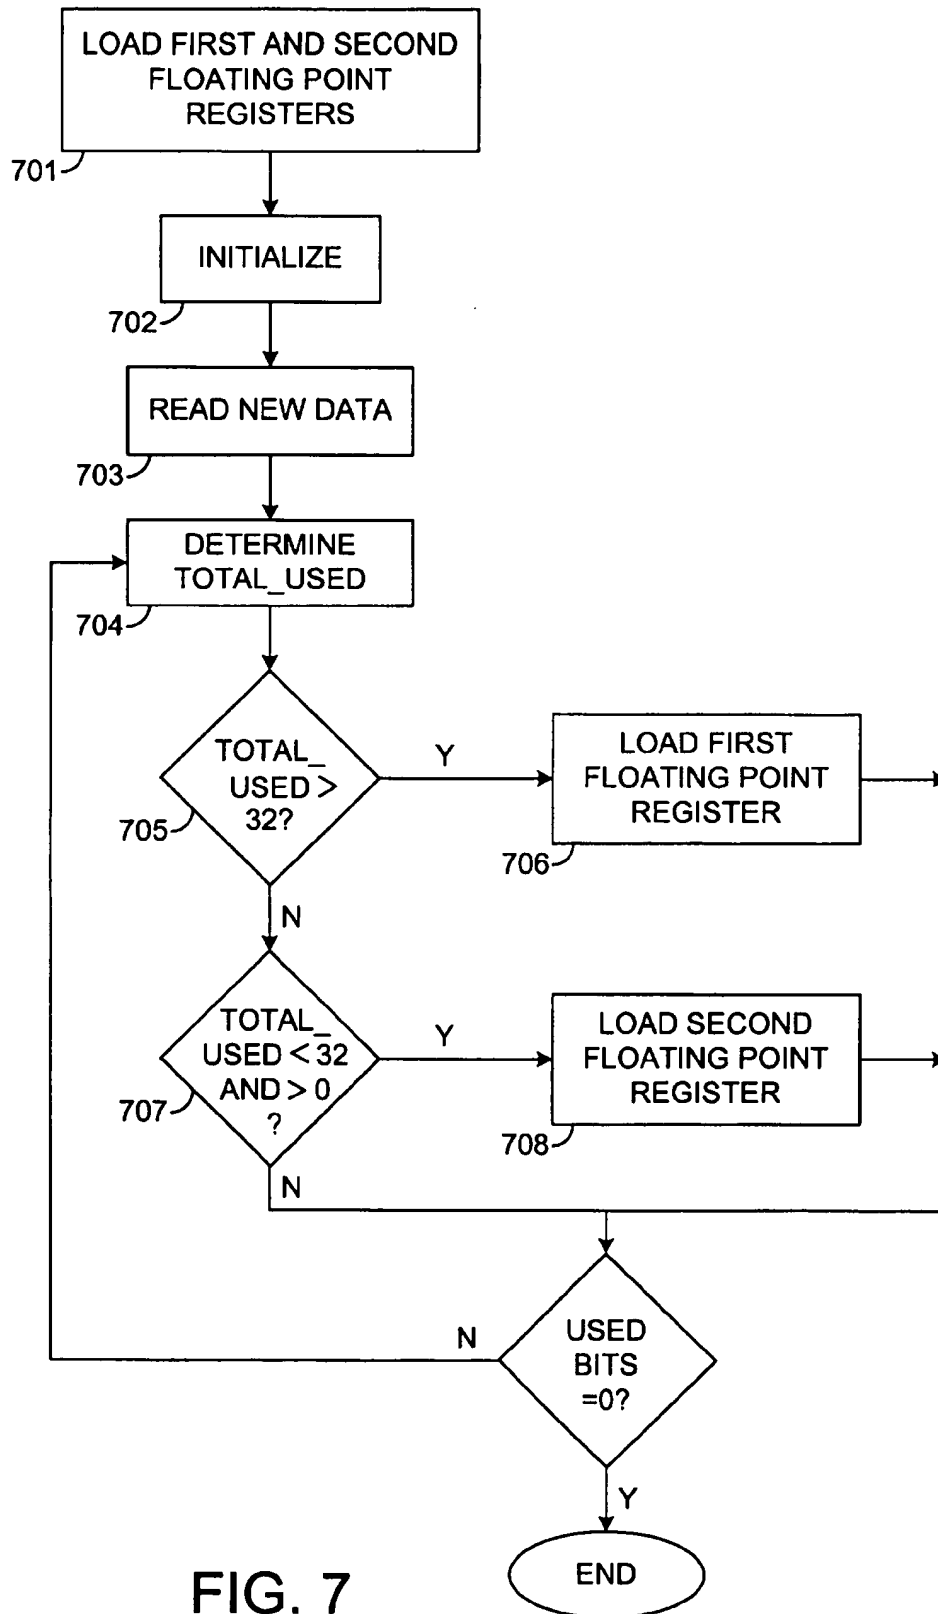 LOAD FIRST AND SECOND
FLOATING POINT
REGISTERS
701
INITIALIZE
702
READ NEW DATA
703
DETERMINE
TOTAL_USED
704
TOTAL_
USED >
32?
705
Y
LOAD FIRST
FLOATING POINT
REGISTER
706
N
TOTAL_
USED < 32
AND > 0
?
707
Y
LOAD SECOND
FLOATING POINT
REGISTER
708
N
USED
BITS
=0?
N
Y
END
FIG. 7